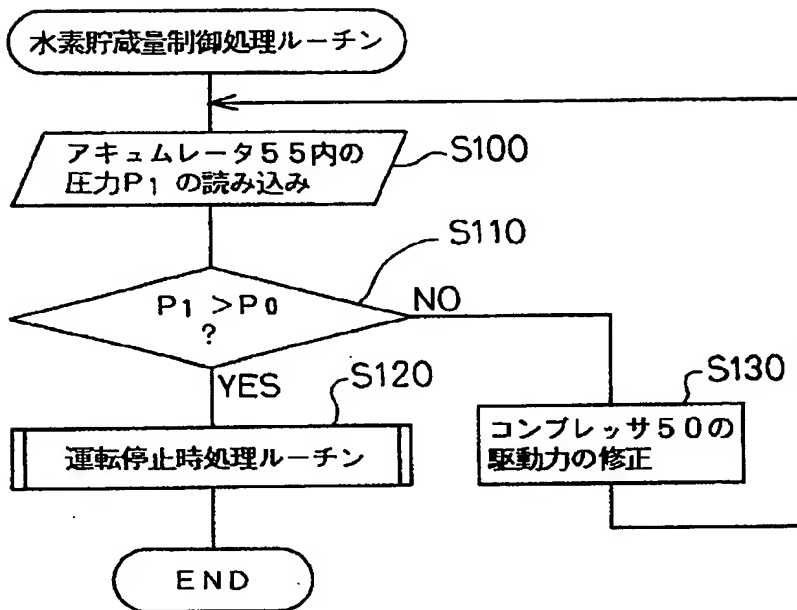 水素貯蔵量制御処理ルーチン
アキュムレータ55内の
圧力P1 の読み込み
S100
S110
P1 >P0
?
NO
YES
S120
S130
運転停止時処理ルーチン
コンプレッサ50の
駆動力の修正
END